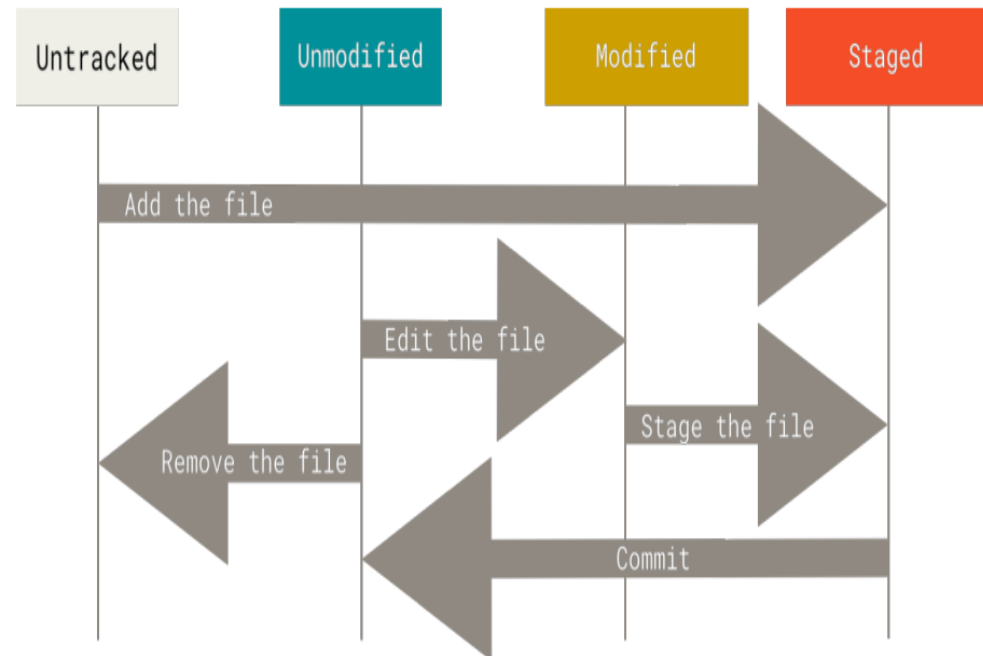 Untracked
Unmodified
Modified
Staged
Add the file
Edit the file
Stage the file
Remove the file
Commit